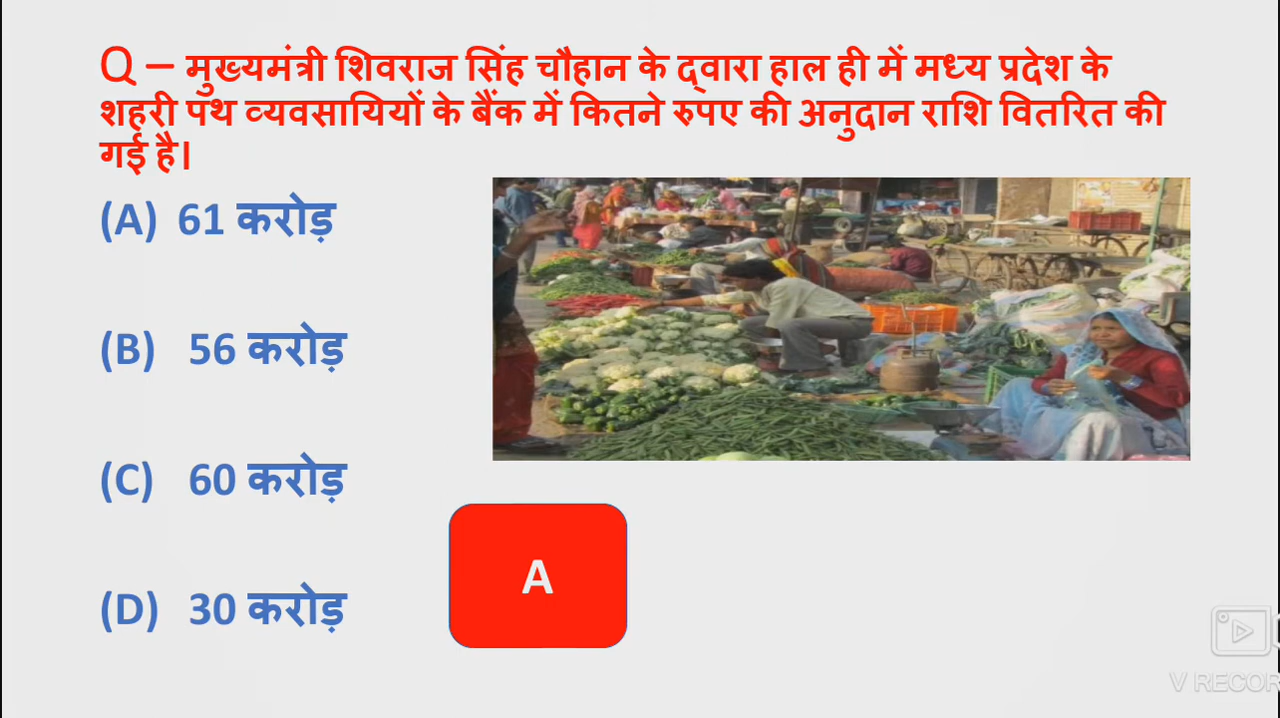 Q – मुख्यमंत्री शिवराज सिंह चौहान के द्वारा हाल ही में मध्य प्रदेश के
शहरी पथ व्यवसायियों के बैंक में कितने रुपए की अनुदान राशि वितरित की
गई है।
(A) 61 करोड़
(B) 56 करोड़
(C) 60 करोड़
(D) 30 करोड़
A
V RECOR